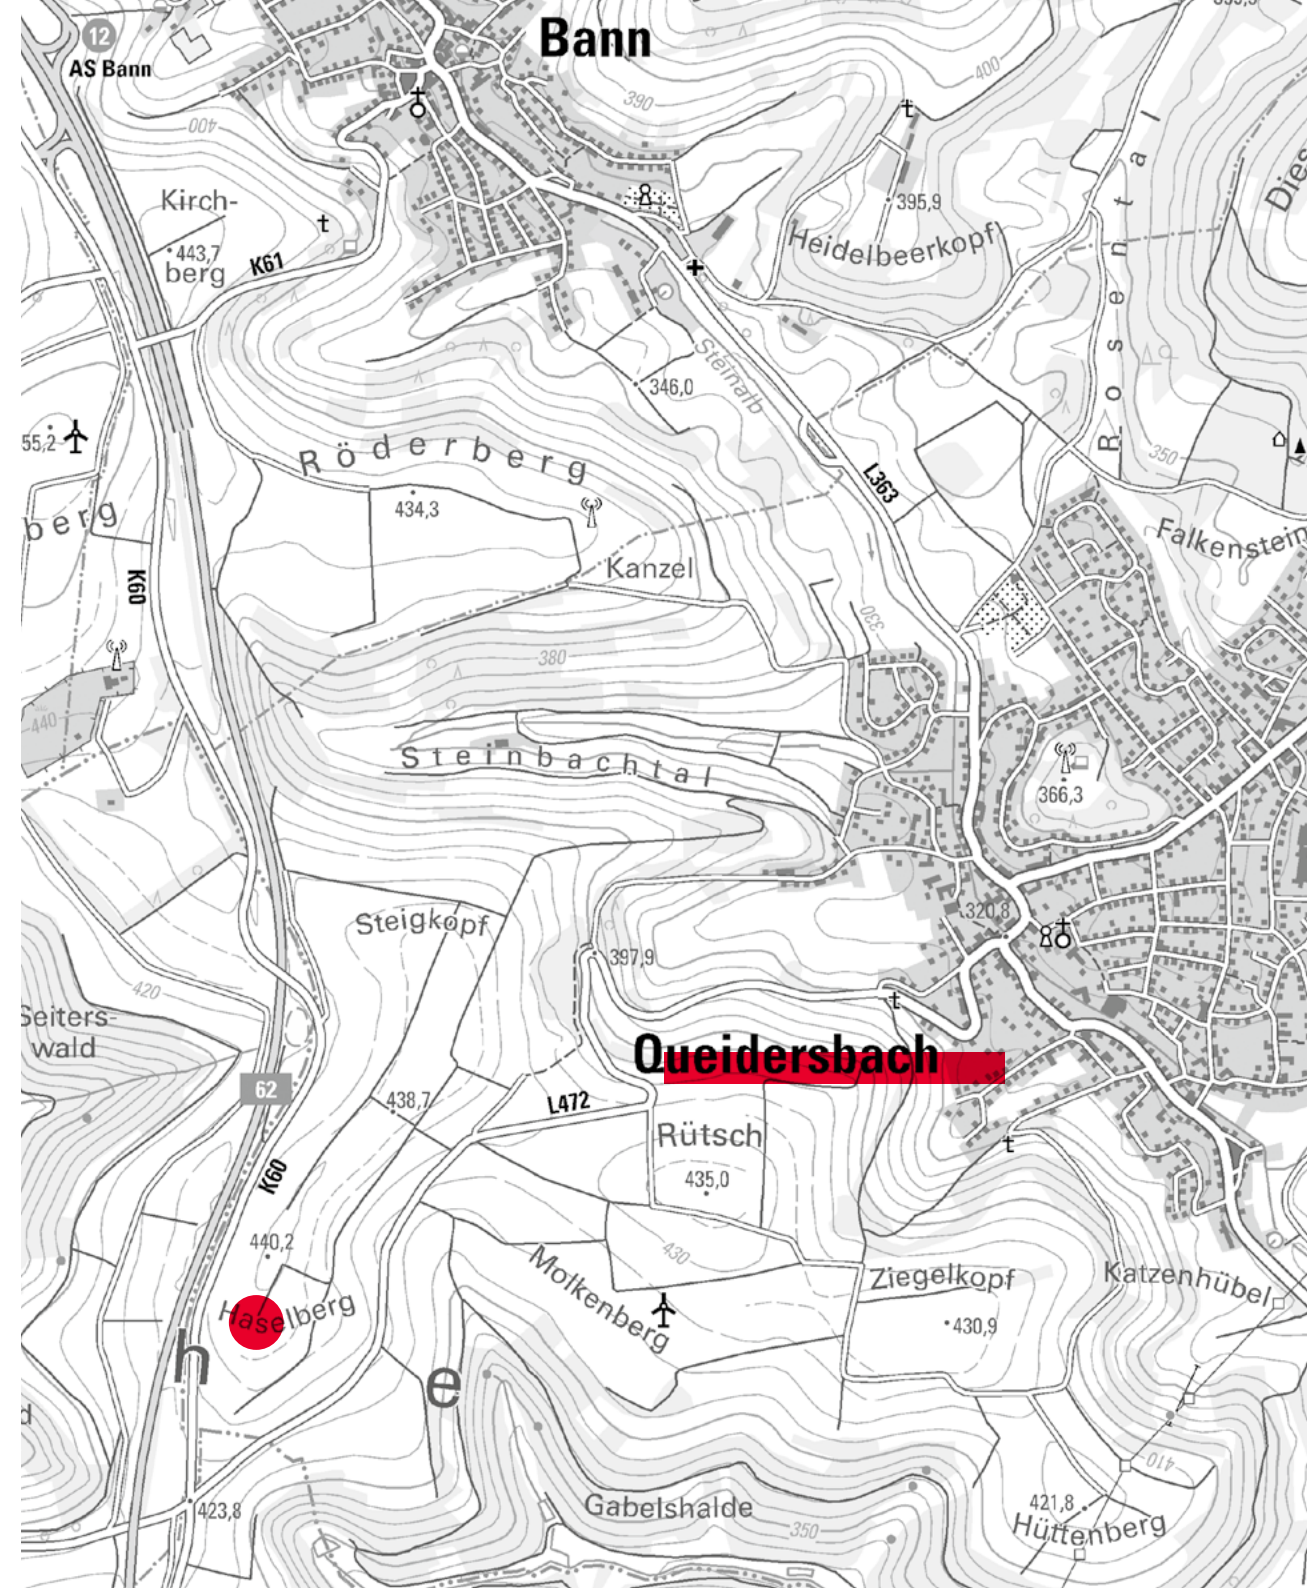 Bann
12
AS Bann
400
390
400
395,9
Heidelbeerkopf
Kirch-
berg
443,7
K61
Rosental
346,0
Steinalb
55,2
Röderberg
434,3
L363
350
berg
Kanzel
Falkenstein
K60
330
380
440
Steinbachtal
366,3
Steigkopf
320,8
397,9
420
Seiters-
wald
Queidersbach
62
438,7
L472
Rütsch
435,0
K60
440,2
430
Molkenberg
Ziegelkopf
Katzenhübel
Haselberg
430,9
h
e
410
423,8
Gabelshalde
350
421,8
Hüttenberg